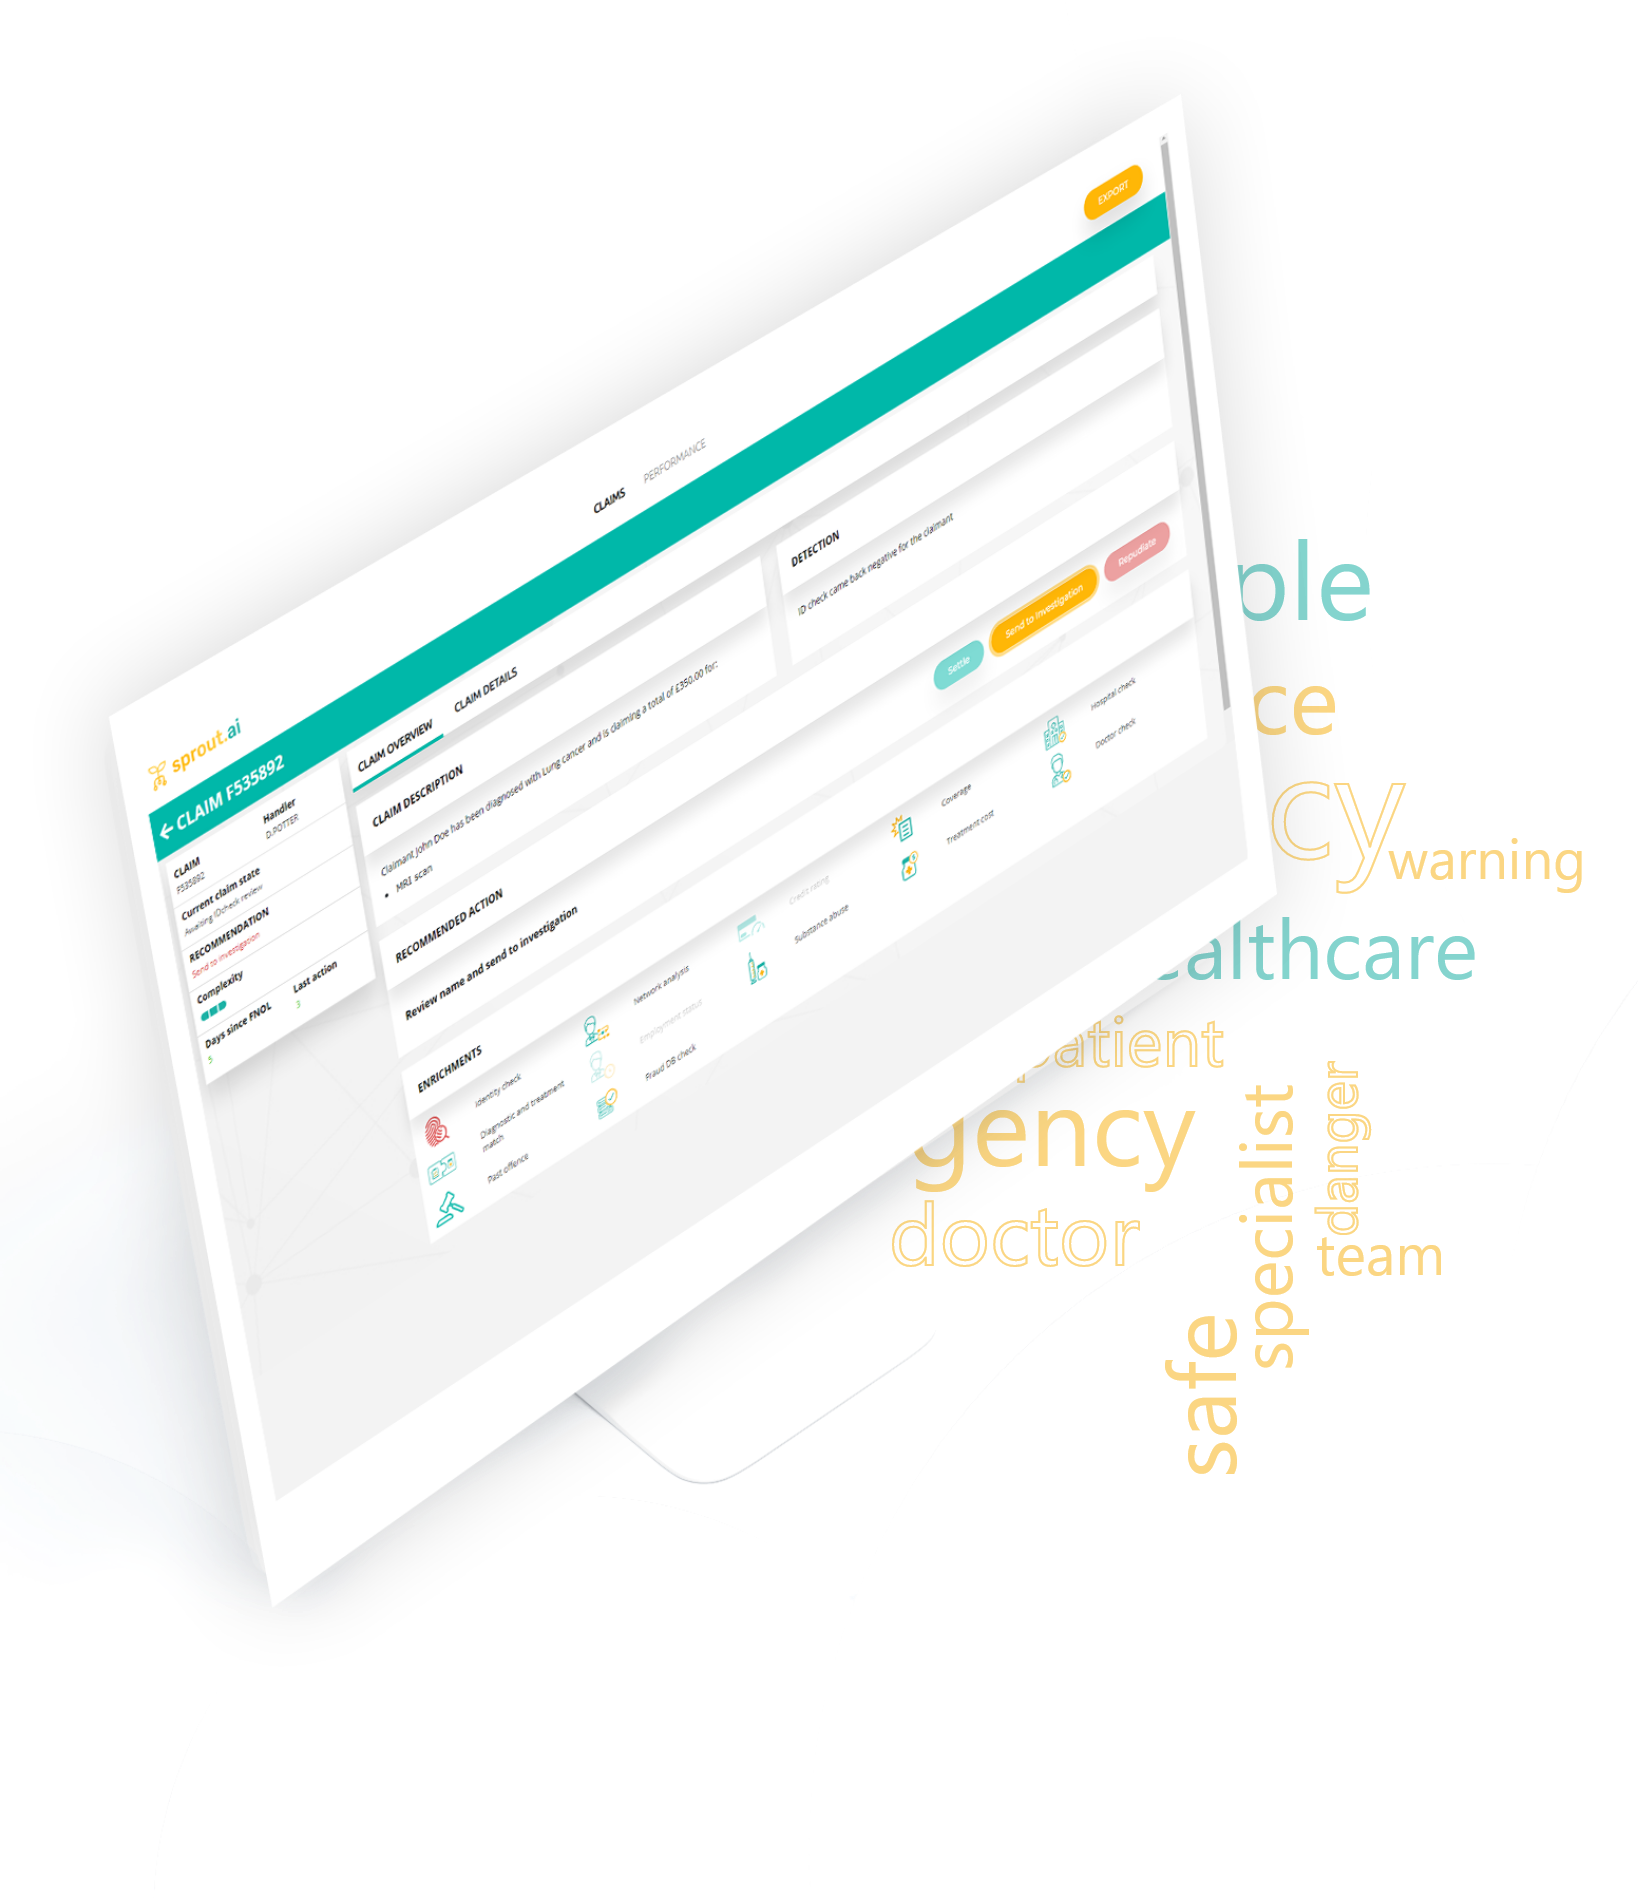 EXPORT
CLAIMS
PERFORMANCE
sprout.ai
CLAIM F535892
CLAIM
F535892
Handler
D.POTTER
Current claim state
Awaiting IDcheck review
RECOMMENDATION
Send to investigation
Complexity
Days since FNOL
5
Last action
3
CLAIM OVERVIEW
CLAIM DETAILS
CLAIM DESCRIPTION
Claimant John Doe has been diagnosed with Lung cancer and is claiming a total of £350.00 for:
• MRI scan
DETECTION
ID check came back negative for the claimant
RECOMMENDED ACTION
Review name and send to investigation
Settle
Send to investigation
Repudiate
ENRICHMENTS
Identity check
Diagnostic and treatment
match
Past offence
Network analysis
Employment status
Fraud DB check
Credit rating
Substance abuse
Coverage
Treatment cost
Hospital check
Doctor check
ple
ce
cy
warning
althcare
patient
gency
doctor
specialist
danger
team
safe